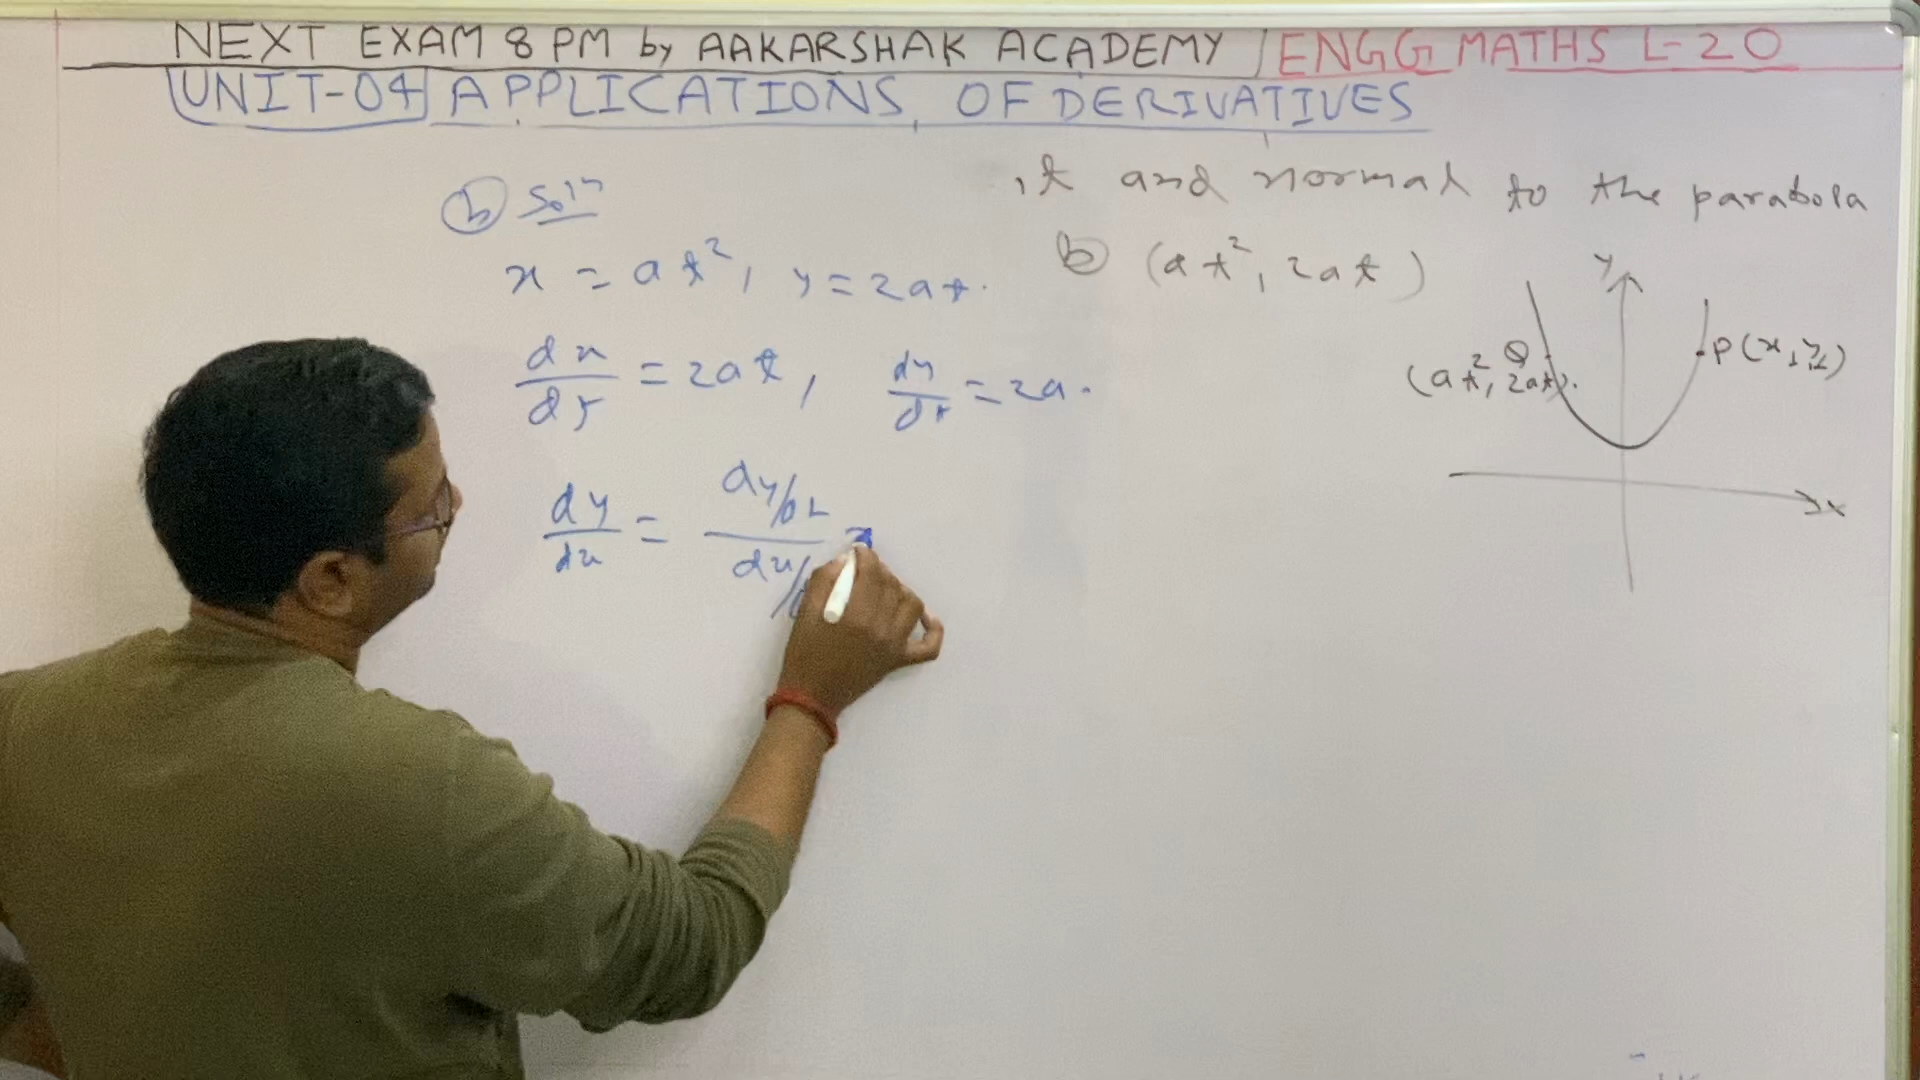 NEXT EXAM 8 PM by AAKARSHAK ACADEMY | ENGG MATHS L-20
UNIT-04 APPLICATIONS OF DERIVATIVES
and normal to the parabola
(b) Solⁿ
(b) (at², 2at)
x = at², y = 2at.
dx/dt = 2at, dy/dt = 2a.
dy/dx = dy/dt / dx/
y
Q
(at², 2at).
P(x₁, y₁)
x